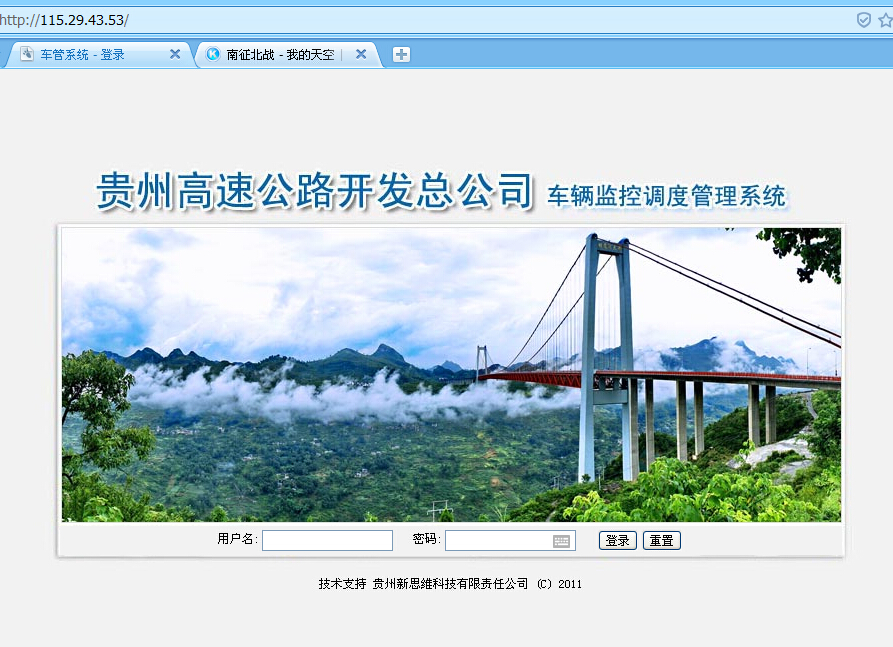 http://115.29.43.53/
车管系统 - 登录
南征北战 - 我的天空
贵州高速公路开发总公司 车辆监控调度管理系统
用户名: 密码: 登录 重置
技术支持 贵州新思维科技有限责任公司 (C) 2011